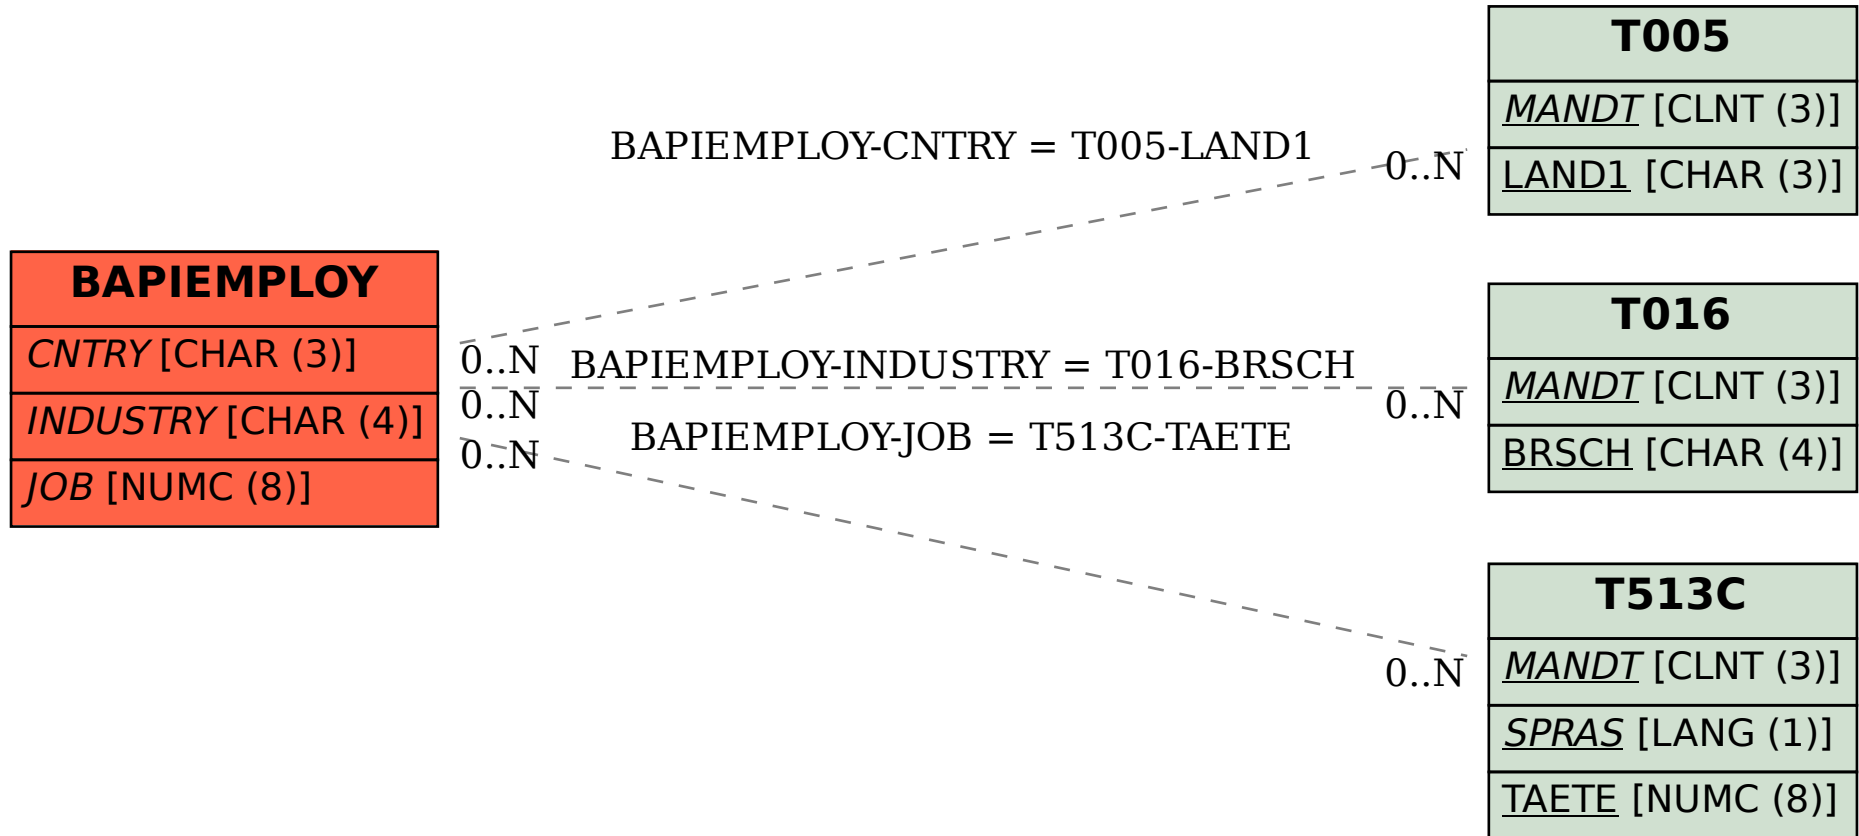 T005
MANDT [CLNT (3)]
LAND1 [CHAR (3)]
BAPIEMPLOY-CNTRY = T005-LAND1
0..N
BAPIEMPLOY
CNTRY [CHAR (3)]
INDUSTRY [CHAR (4)]
JOB [NUMC (8)]
0..N
BAPIEMPLOY-INDUSTRY = T016-BRSCH
0..N
0..N
BAPIEMPLOY-JOB = T513C-TAETE
0..N
T016
MANDT [CLNT (3)]
BRSCH [CHAR (4)]
0..N
T513C
MANDT [CLNT (3)]
SPRAS [LANG (1)]
TAETE [NUMC (8)]